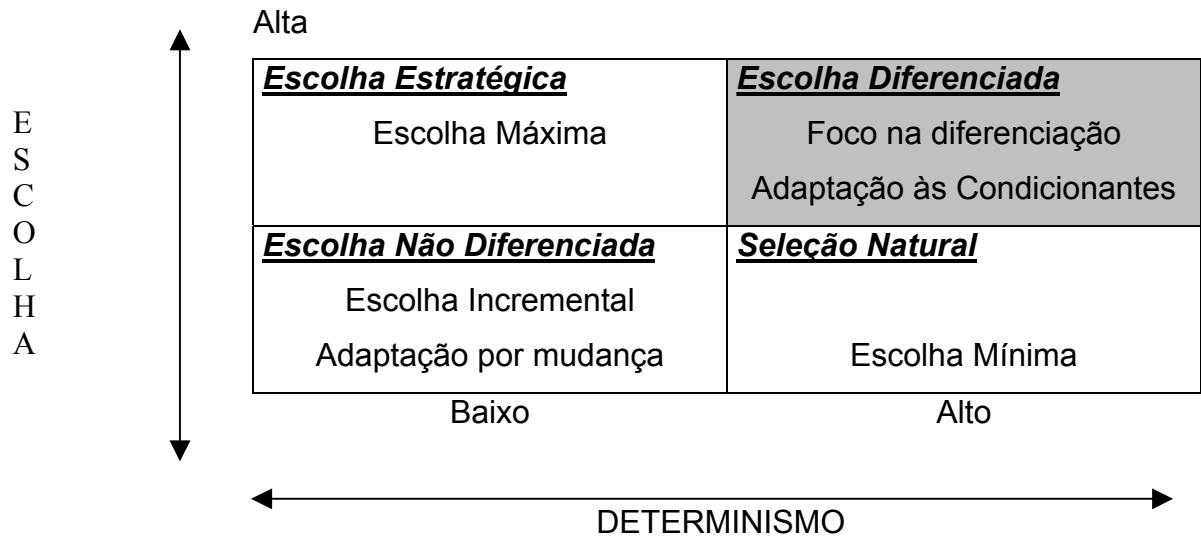 Alta
Escolha Estratégica
Escolha Máxima
Escolha Diferenciada
Foco na diferenciação
Adaptação às Condicionantes
E
S
C
O
L
H
A
Escolha Não Diferenciada
Escolha Incremental
Adaptação por mudança
Seleção Natural
Escolha Mínima
Baixo
Alto
DETERMINISMO